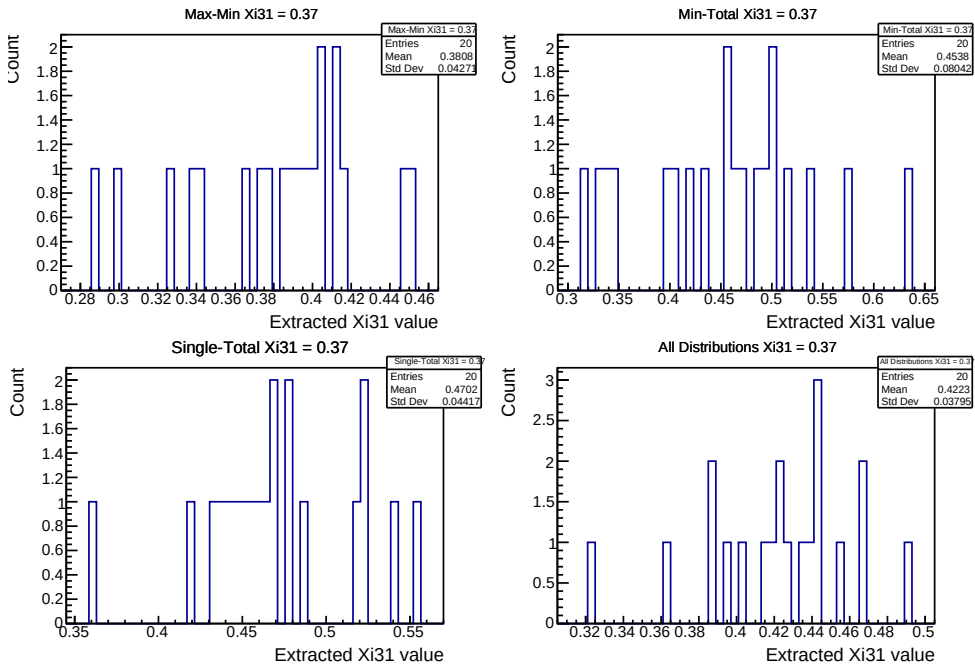 Max-Min Xi31 = 0.37
Max-Min Xi31 = 0.37
Entries 20
Mean 0.3808
Std Dev 0.04271
Count
2
1.8
1.6
1.4
1.2
1
0.8
0.6
0.4
0.2
0
0.28 0.3 0.32 0.34 0.36 0.38 0.4 0.42 0.44 0.46
Extracted Xi31 value
Min-Total Xi31 = 0.37
Min-Total Xi31 = 0.37
Entries 20
Mean 0.4538
Std Dev 0.08042
Count
2
1.8
1.6
1.4
1.2
1
0.8
0.6
0.4
0.2
0
0.3 0.35 0.4 0.45 0.5 0.55 0.6 0.65
Extracted Xi31 value
Single-Total Xi31 = 0.37
Single-Total Xi31 = 0.37
Entries 20
Mean 0.4702
Std Dev 0.04417
Count
2
1.8
1.6
1.4
1.2
1
0.8
0.6
0.4
0.2
0
0.35 0.4 0.45 0.5 0.55
Extracted Xi31 value
All Distributions Xi31 = 0.37
All Distributions Xi31 = 0.37
Entries 20
Mean 0.4223
Std Dev 0.03795
Count
3
2.5
2
1.5
1
0.5
0
0.32 0.34 0.36 0.38 0.4 0.42 0.44 0.46 0.48 0.5
Extracted Xi31 value